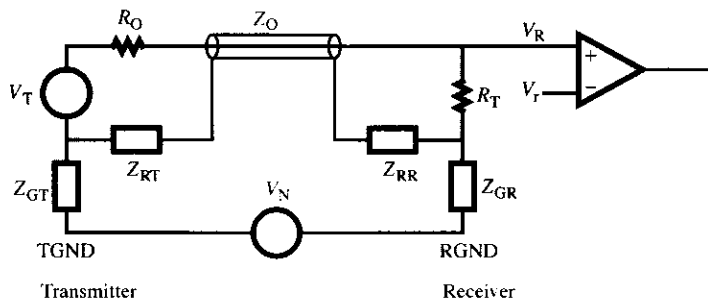 R_O
Z_O
V_R
+
V_T
V_r
−
R_T
Z_RT
Z_RR
Z_GT
V_N
Z_GR
TGND
RGND
Transmitter
Receiver